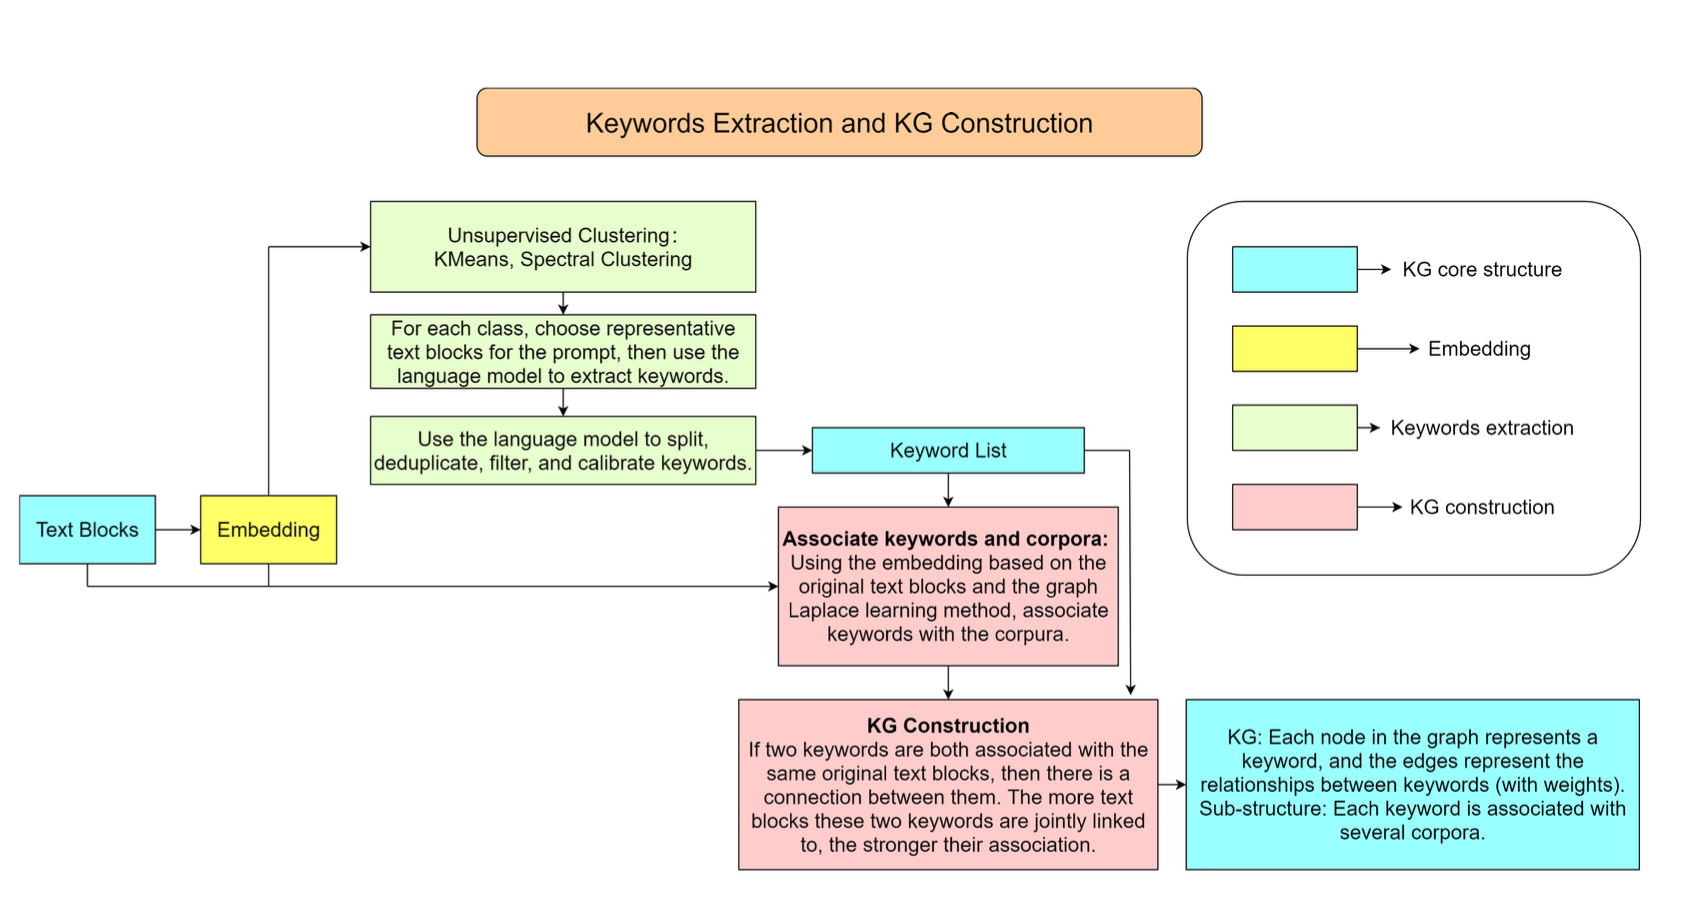 Keywords Extraction and KG Construction
Unsupervised Clustering:
KMeans, Spectral Clustering
For each class, choose representative
text blocks for the prompt, then use the
language model to extract keywords.
Use the language model to split,
deduplicate, filter, and calibrate keywords.
Text Blocks
Embedding
Keyword List
Associate keywords and corpora:
Using the embedding based on the
original text blocks and the graph
Laplace learning method, associate
keywords with the corpura.
KG Construction
If two keywords are both associated with the
same original text blocks, then there is a
connection between them. The more text
blocks these two keywords are jointly linked
to, the stronger their association.
KG: Each node in the graph represents a
keyword, and the edges represent the
relationships between keywords (with weights).
Sub-structure: Each keyword is associated with
several corpora.
KG core structure
Embedding
Keywords extraction
KG construction